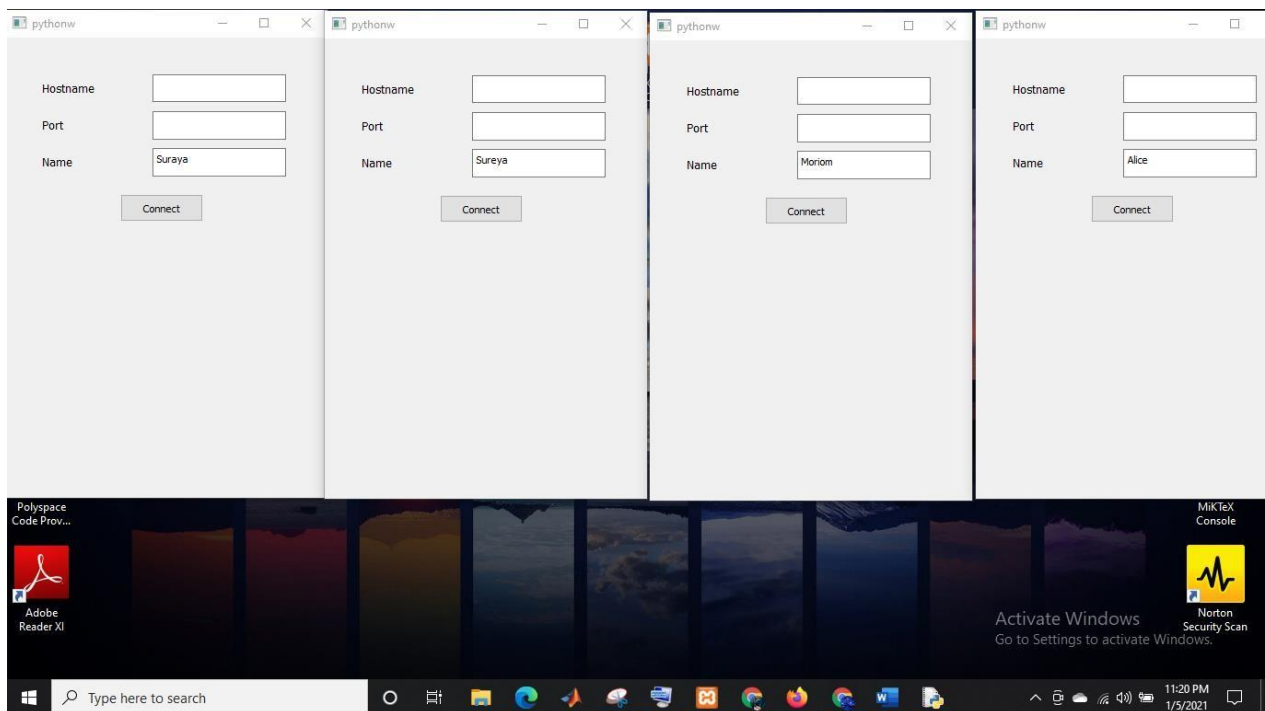 pythonw
Hostname
Port
Name
Suraya
Connect
pythonw
Hostname
Port
Name
Sureya
Connect
pythonw
Hostname
Port
Name
Moriom
Connect
pythonw
Hostname
Port
Name
Alice
Connect
Polyspace
Code Prov...
MiKTeX
Console
Adobe
Reader XI
Norton
Security Scan
Activate Windows
Go to Settings to activate Windows.
Type here to search
11:20 PM
1/5/2021